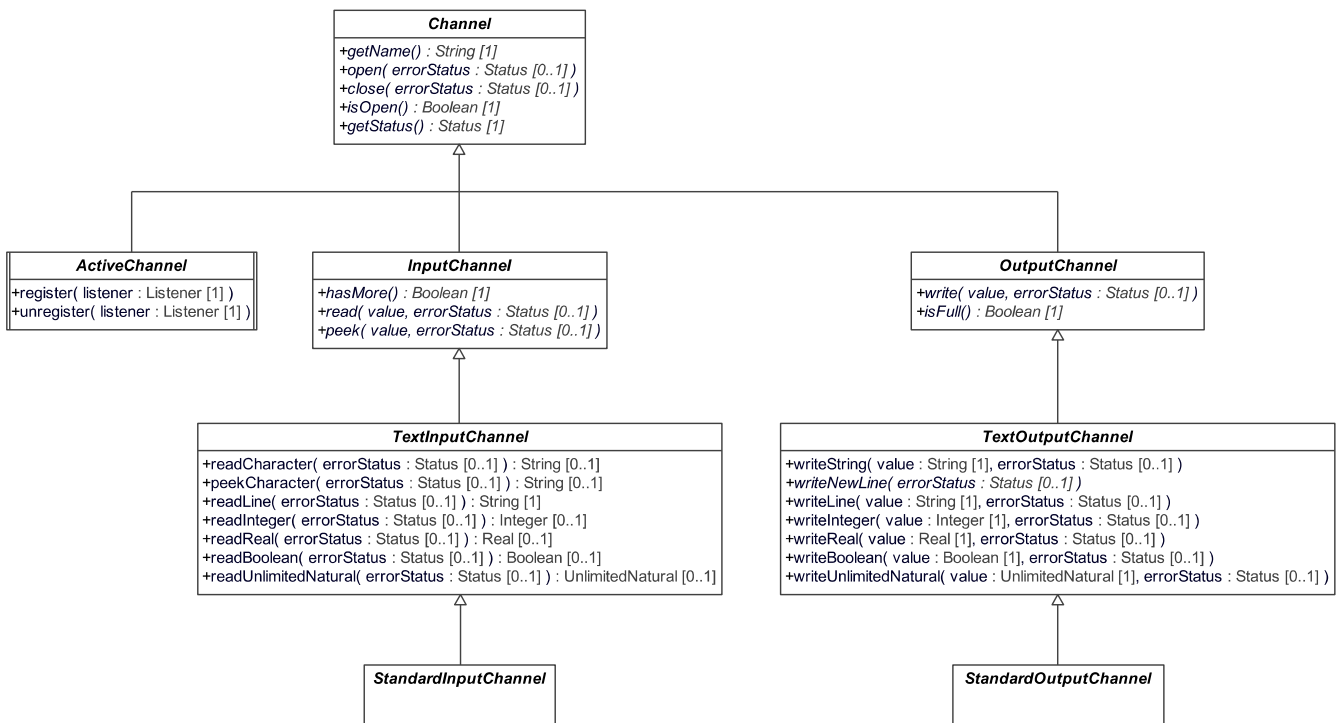 Channel
+getName() : String [1]
+open( errorStatus : Status [0..1] )
+close( errorStatus : Status [0..1] )
+isOpen() : Boolean [1]
+getStatus() : Status [1]
ActiveChannel
+register( listener : Listener [1] )
+unregister( listener : Listener [1] )
InputChannel
+hasMore() : Boolean [1]
+read( value, errorStatus : Status [0..1] )
+peek( value, errorStatus : Status [0..1] )
OutputChannel
+write( value, errorStatus : Status [0..1] )
+isFull() : Boolean [1]
TextInputChannel
+readCharacter( errorStatus : Status [0..1] ) : String [0..1]
+peekCharacter( errorStatus : Status [0..1] ) : String [0..1]
+readLine( errorStatus : Status [0..1] ) : String [1]
+readInteger( errorStatus : Status [0..1] ) : Integer [0..1]
+readReal( errorStatus : Status [0..1] ) : Real [0..1]
+readBoolean( errorStatus : Status [0..1] ) : Boolean [0..1]
+readUnlimitedNatural( errorStatus : Status [0..1] ) : UnlimitedNatural [0..1]
TextOutputChannel
+writeString( value : String [1], errorStatus : Status [0..1] )
+writeNewLine( errorStatus : Status [0..1] )
+writeLine( value : String [1], errorStatus : Status [0..1] )
+writeInteger( value : Integer [1], errorStatus : Status [0..1] )
+writeReal( value : Real [1], errorStatus : Status [0..1] )
+writeBoolean( value : Boolean [1], errorStatus : Status [0..1] )
+writeUnlimitedNatural( value : UnlimitedNatural [1], errorStatus : Status [0..1] )
StandardInputChannel
StandardOutputChannel